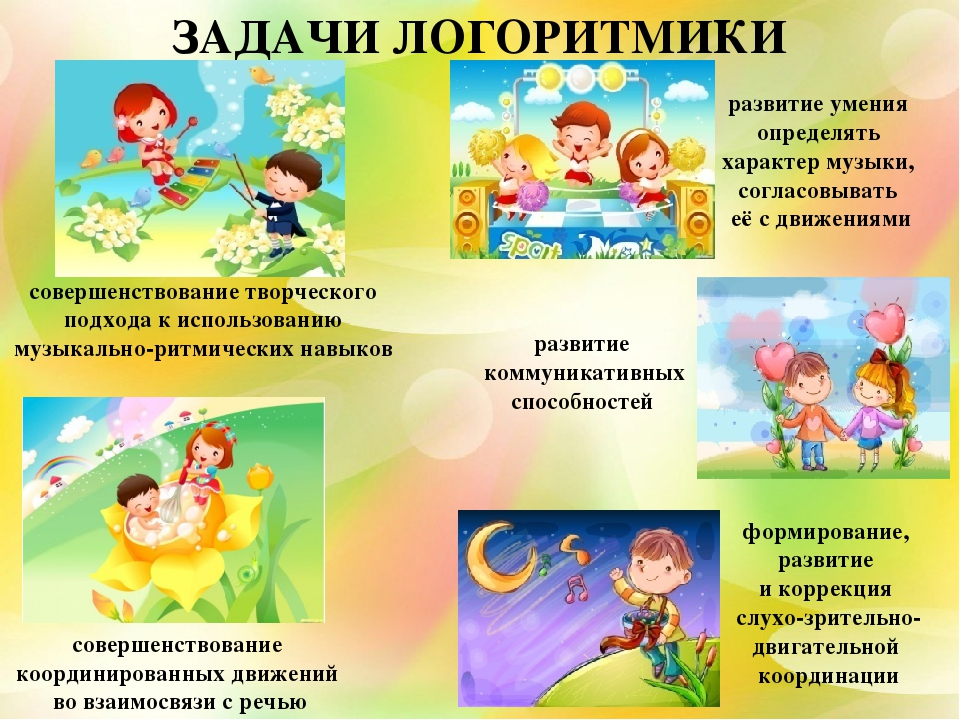 ЗАДАЧИ ЛОГОРИТМИКИ
развитие умения
определять
характер музыки,
согласовывать
её с движениями
Sport
совершенствование творческого
подхода к использованию
музыкально-ритмических навыков
развитие
коммуникативных
способностей
формирование,
развитие
и коррекция
слухо-зрительно-
двигательной
координации
совершенствование
координированных движений
во взаимосвязи с речью